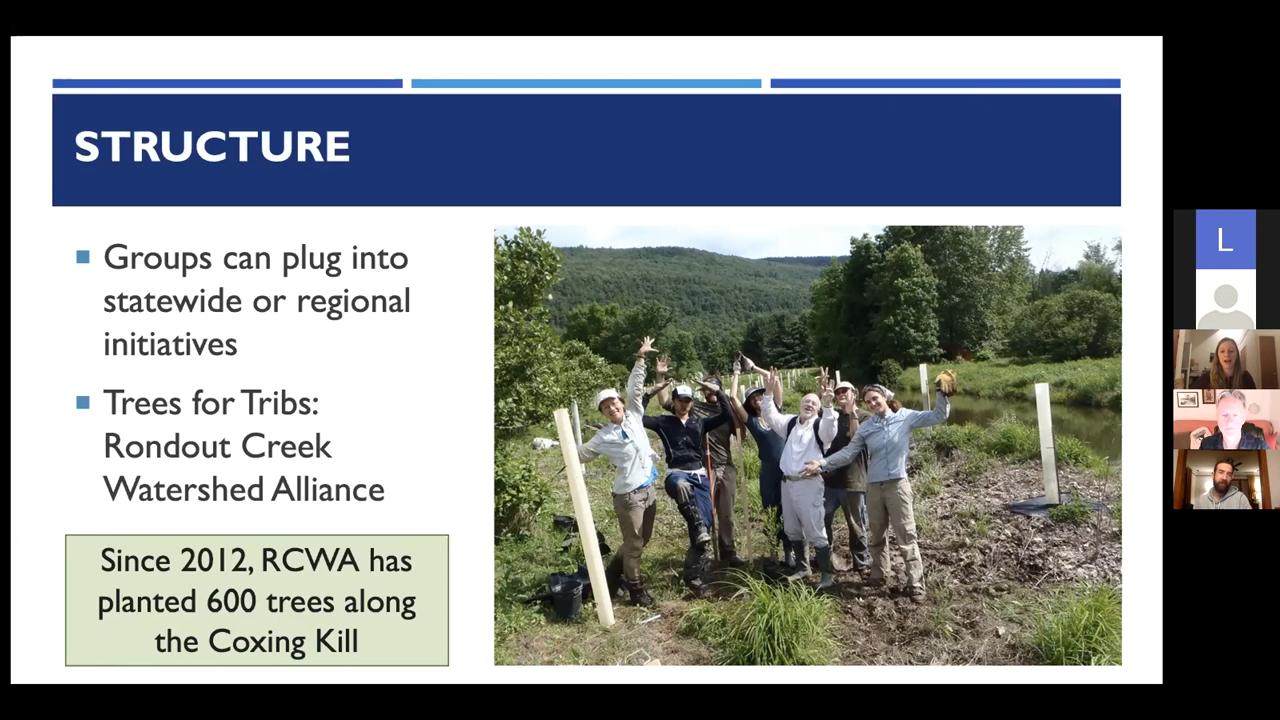 STRUCTURE
Groups can plug into
statewide or regional
initiatives
Trees for Tribs:
Rondout Creek
Watershed Alliance
Since 2012, RCWA has
planted 600 trees along
the Coxing Kill
L